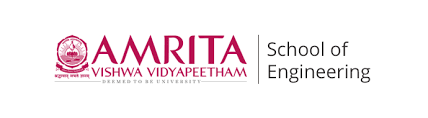 AMRITA
VISHWA VIDYAPEETHAM
DEEMED TO BE UNIVERSITY
School of
Engineering